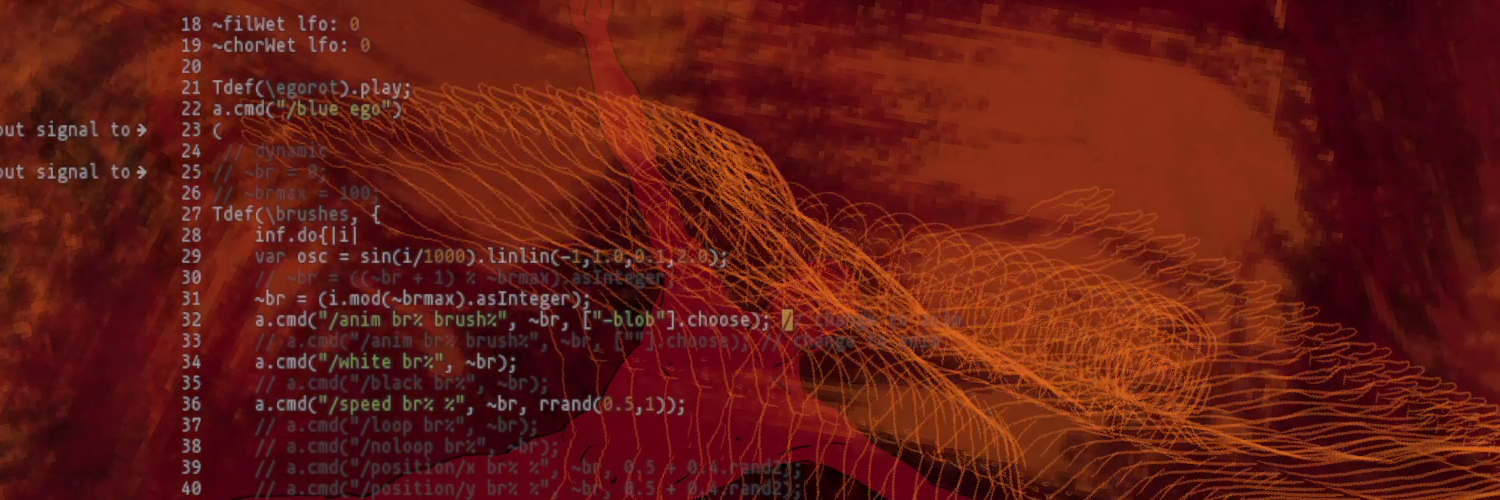 18 ~filWet lfo: 0
19 ~chorWet lfo: 0
20
21 Tdef(\egorot).play;
22 a.cmd("/blue ego")
out signal to → 23 (
24 // dynamic
out signal to → 25 // ~br = 0;
26 // ~brmax = 100;
27 Tdef(\brushes, {
28 inf.do{|i|
29 var osc = sin(i/1000).linlin(-1,1.0,0.1,2.0);
30 // ~br = ((~br + 1) % ~brmax).asInteger
31 ~br = (i.mod(~brmax).asInteger);
32 a.cmd("/anim br% brush%", ~br, ["-blob"].choose); //
33 // a.cmd("/anim br% brush%", ~br, [""].choose); // change
34 a.cmd("/white br%", ~br);
35 // a.cmd("/black br%", ~br);
36 a.cmd("/speed br% %", ~br, rrand(0.5,1));
37 // a.cmd("/loop br%", ~br);
38 // a.cmd("/noloop br%", ~br);
39 // a.cmd("/position/x br% %", ~br, 0.5 + 0.4.rand2);
40 // a.cmd("/position/y br% %", ~br, 0.5 + 0.4.rand2);